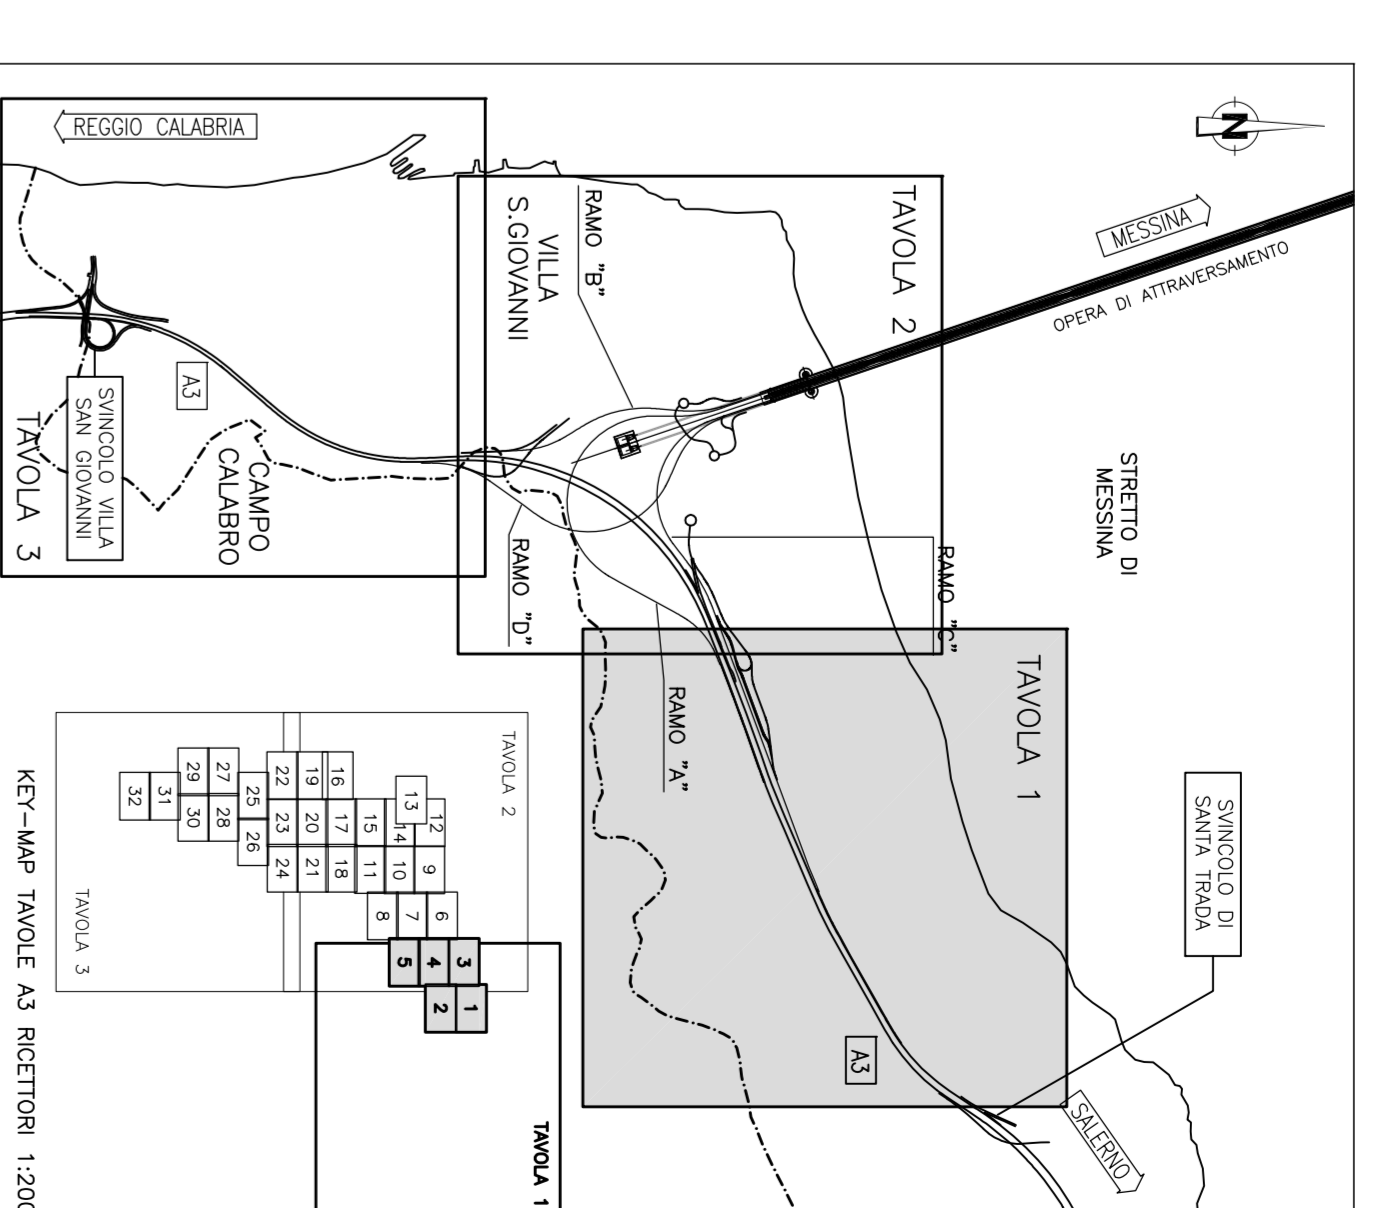 REGGIO CALABRIA
N
MESSINA
OPERA DI ATTRAVERSAMENTO
TAVOLA 2
RAMO "B"
VILLA
S.GIOVANNI
A3
SVINCOLO VILLA
SAN GIOVANNI
TAVOLA 3
CAMPO
CALABRO
RAMO "D"
RAMO "C"
STRETTO DI
MESSINA
TAVOLA 1
RAMO "A"
SVINCOLO DI
SANTA TRADA
A3
SALERNO
TAVOLA 2
TAVOLA 3
TAVOLA 1
1
2
3
4
5
6
7
8
9
10
11
12
13
14
15
16
17
18
19
20
21
22
23
24
25
26
27
28
29
30
31
32
KEY-MAP TAVOLE A3 RICETTORI 1:200